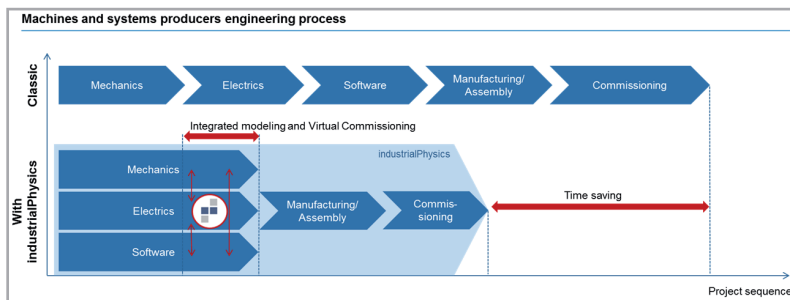 Machines and systems producers engineering process
Classic
Mechanics
Electrics
Software
Manufacturing/
Assembly
Commissioning
Integrated modeling and Virtual Commissioning
With
industrialPhysics
industrialPhysics
Mechanics
Electrics
Software
Manufacturing/
Assembly
Commis-
sioning
Time saving
Project sequence